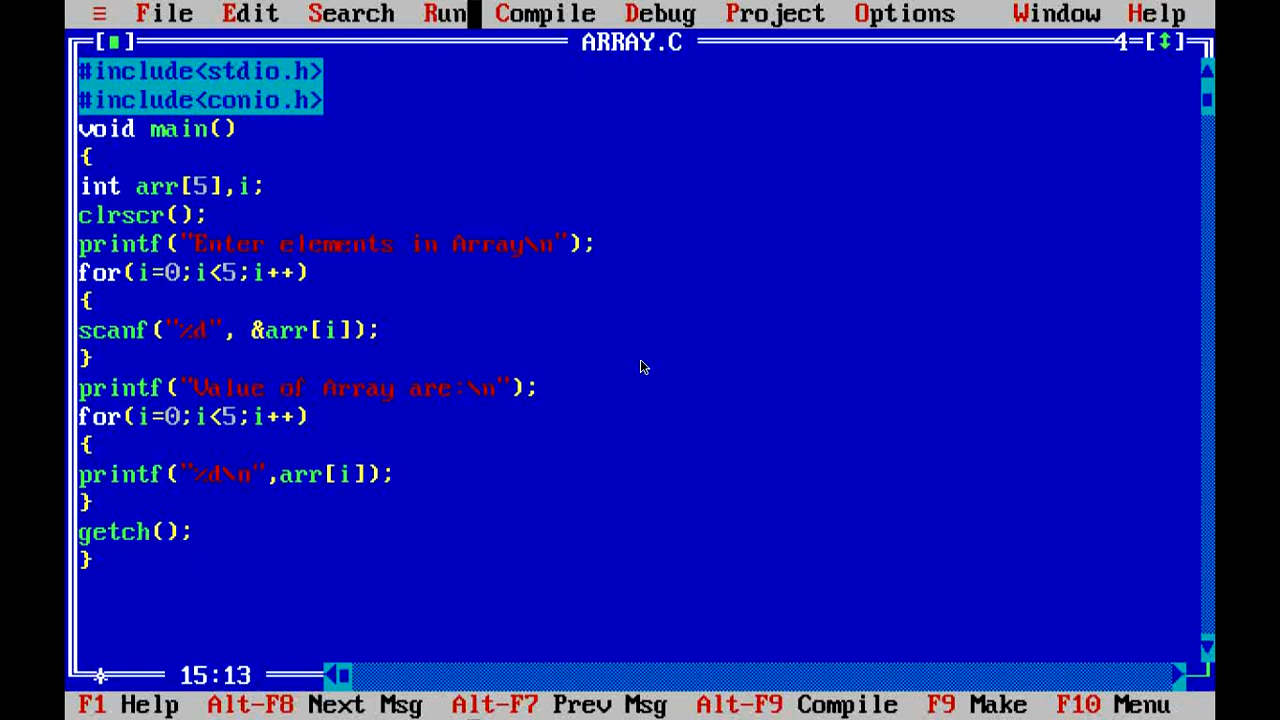 ≡ File Edit Search Run Compile Debug Project Options Window Help
[■] ARRAY.C 4=[↕]
#include<stdio.h>
#include<conio.h>
void main()
{
int arr[5],i;
clrscr();
printf("Enter elements in Array\n");
for(i=0;i<5;i++)
{
scanf("%d", &arr[i]);
}
printf("Value of Array are:\n");
for(i=0;i<5;i++)
{
printf("%d\n",arr[i]);
}
getch();
}
15:13
F1 Help Alt-F8 Next Msg Alt-F7 Prev Msg Alt-F9 Compile F9 Make F10 Menu